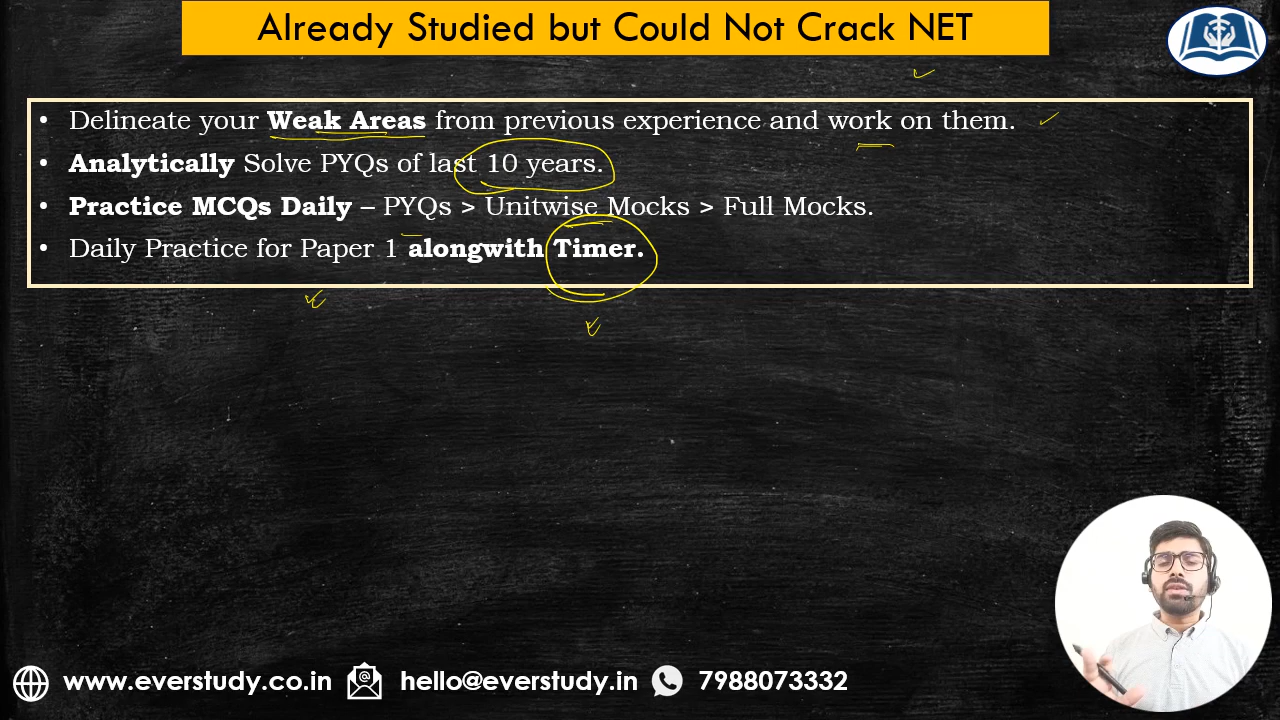 Already Studied but Could Not Crack NET
• Delineate your Weak Areas from previous experience and work on them.
• Analytically Solve PYQs of last 10 years.
• Practice MCQs Daily – PYQs > Unitwise Mocks > Full Mocks.
• Daily Practice for Paper 1 alongwith Timer.
www.everstudy.co.in hello@everstudy.in 7988073332